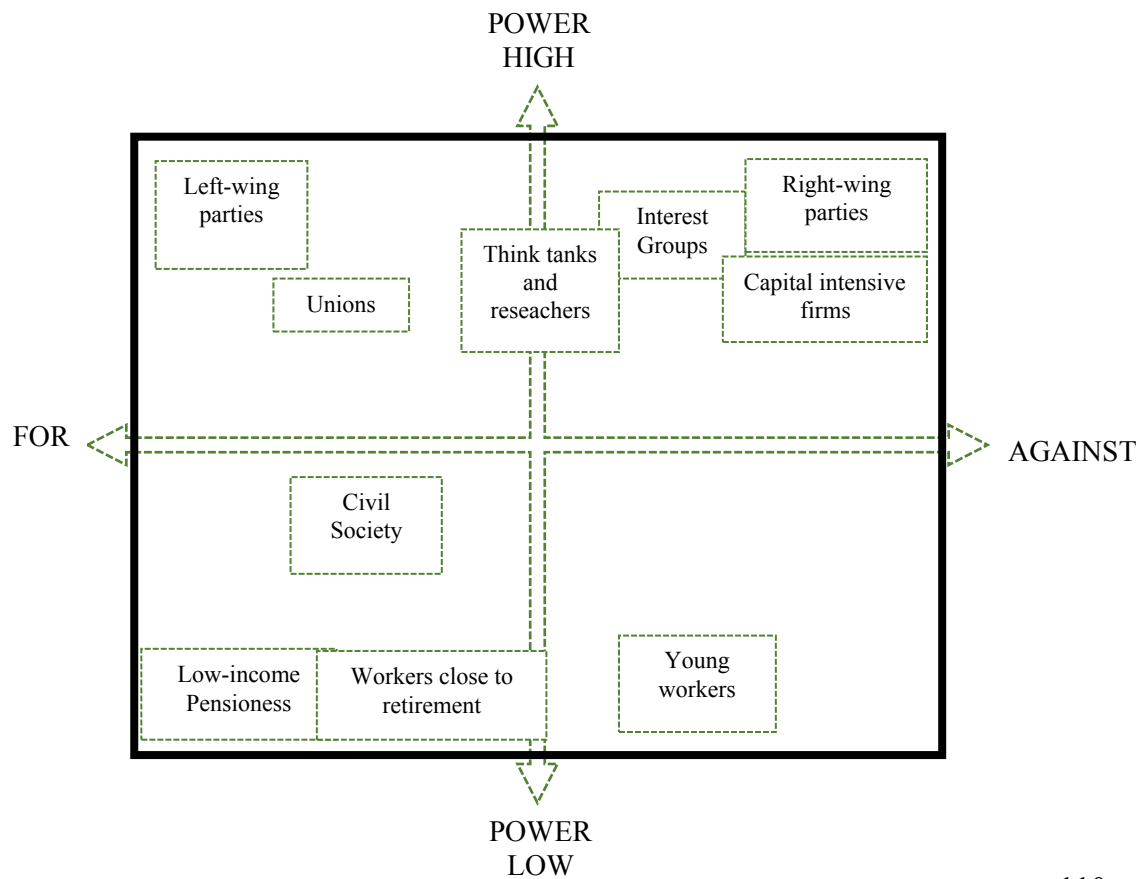 POWER
HIGH
Left-wing
parties
Right-wing
parties
Interest
Groups
Think tanks
and
reseachers
Capital intensive
firms
Unions
FOR
AGAINST
Civil
Society
Low-income
Pensioness
Workers close to
retirement
Young
workers
POWER
LOW